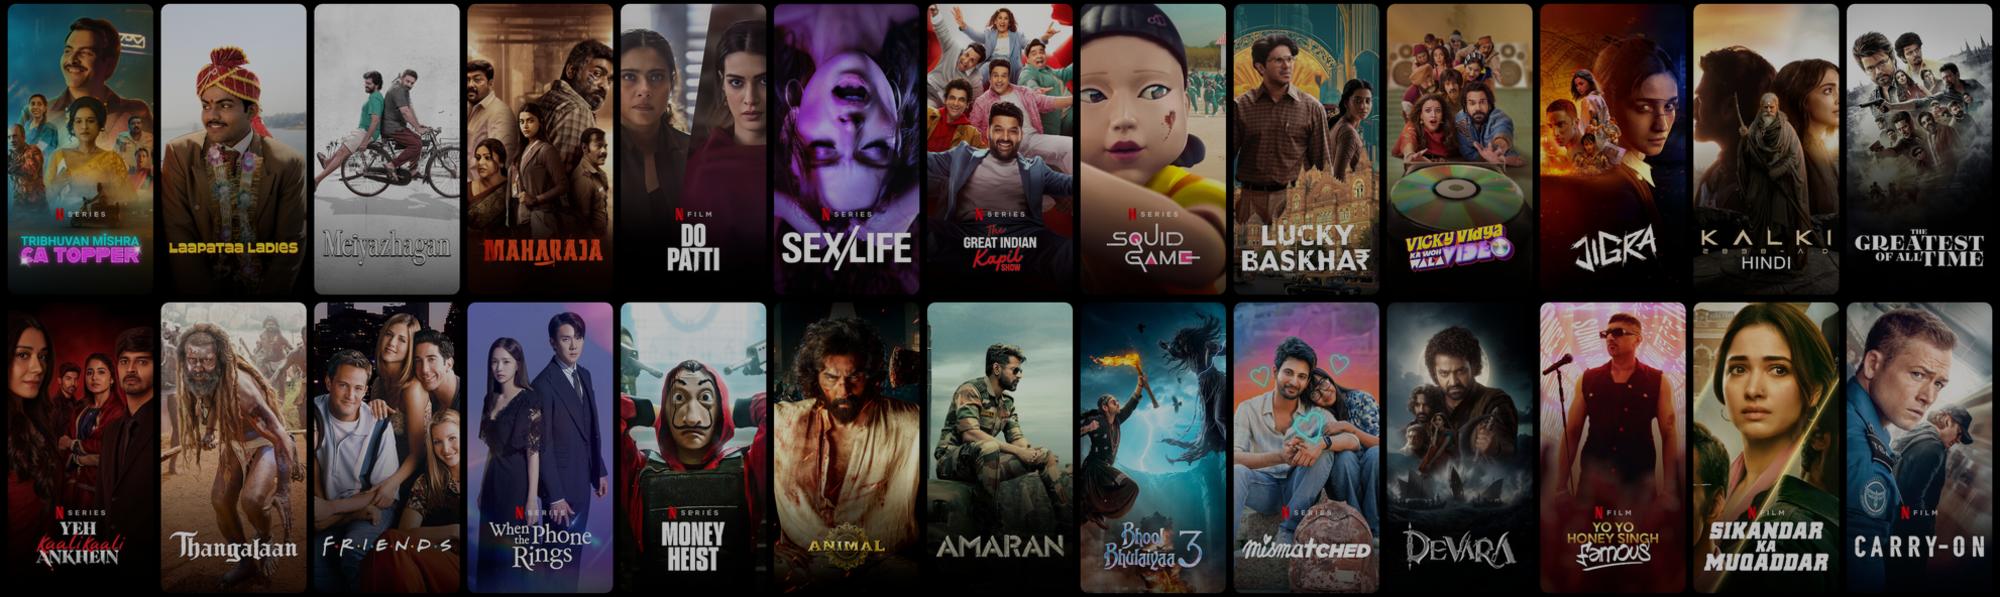 N SERIES
TRIBHUVAN MISHRA
CA TOPPER
LAAPATAA LADIES
Meiyazhagan
MAHARAJA
N FILM
DO
PATTI
N SERIES
SEX/LIFE
N SERIES
The
GREAT INDIAN
Kapil
SHOW
N SERIES
SQUID
GAME
LUCKY
BASKHAR
VICKY Vidya
KA WOH
WALA VIDEO
JIGRA
KALKI
2898-AD
HINDI
THE
GREATEST
OF ALL TIME
N SERIES
YEH
Kaali Kaali
ANKHEIN
Thangalaan
F·R·I·E·N·D·S
N SERIES
When
the Phone
Rings
N SERIES
MONEY
HEIST
ANIMAL
AMARAN
Bhool
Bhulaiyaa 3
N SERIES
mismatched
DEVARA
N FILM
YO YO
HONEY SINGH
famous
N FILM
SIKANDAR
KA
MUQADDAR
N FILM
CARRY-ON